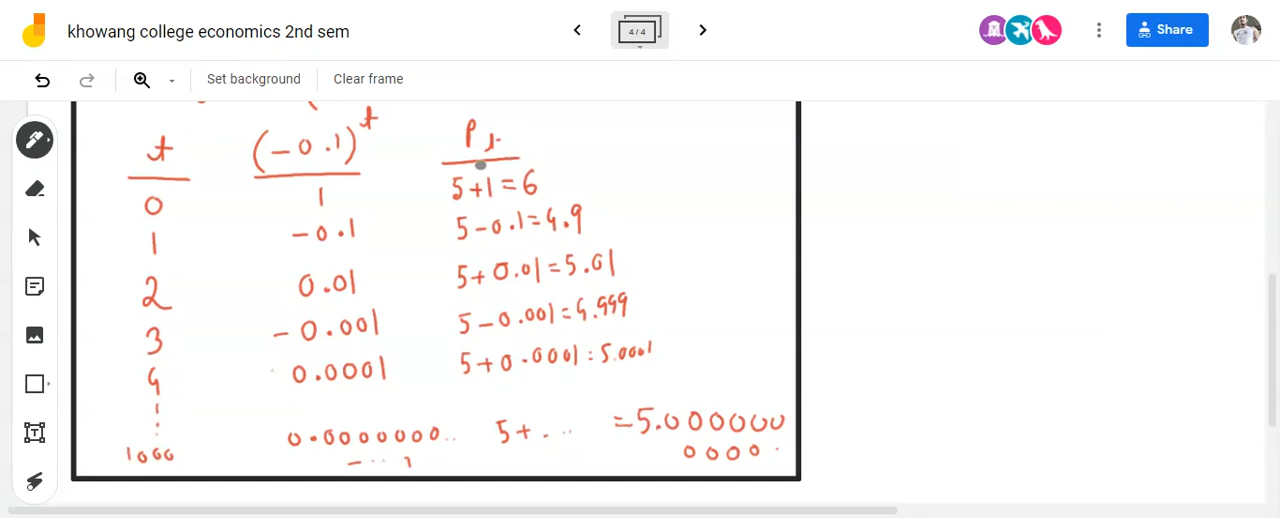 khowang college economics 2nd sem
4 / 4
Share
Set background
Clear frame
t (-0.1)^t Pt
0 1 5+1=6
1 -0.1 5-0.1=4.9
2 0.01 5+0.01=5.01
3 -0.001 5-0.001=4.999
4 0.0001 5+0.0001=5.0001
⋮
1000 0.0000000.. 5+... =5.000000
-...1 0000.